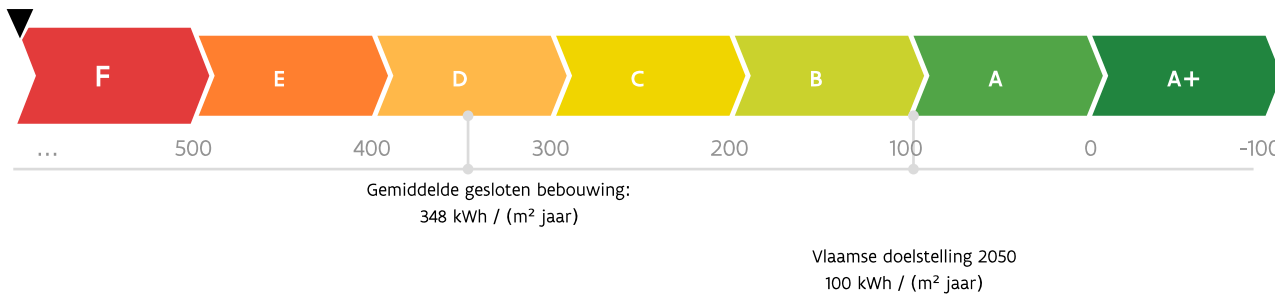 F E D C B A A+
... 500 400 300 200 100 0 -100
Gemiddelde gesloten bebouwing:
348 kWh / (m² jaar)
Vlaamse doelstelling 2050
100 kWh / (m² jaar)